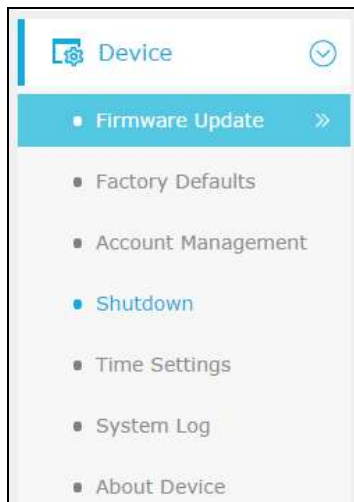 Device
Firmware Update
Factory Defaults
Account Management
Shutdown
Time Settings
System Log
About Device